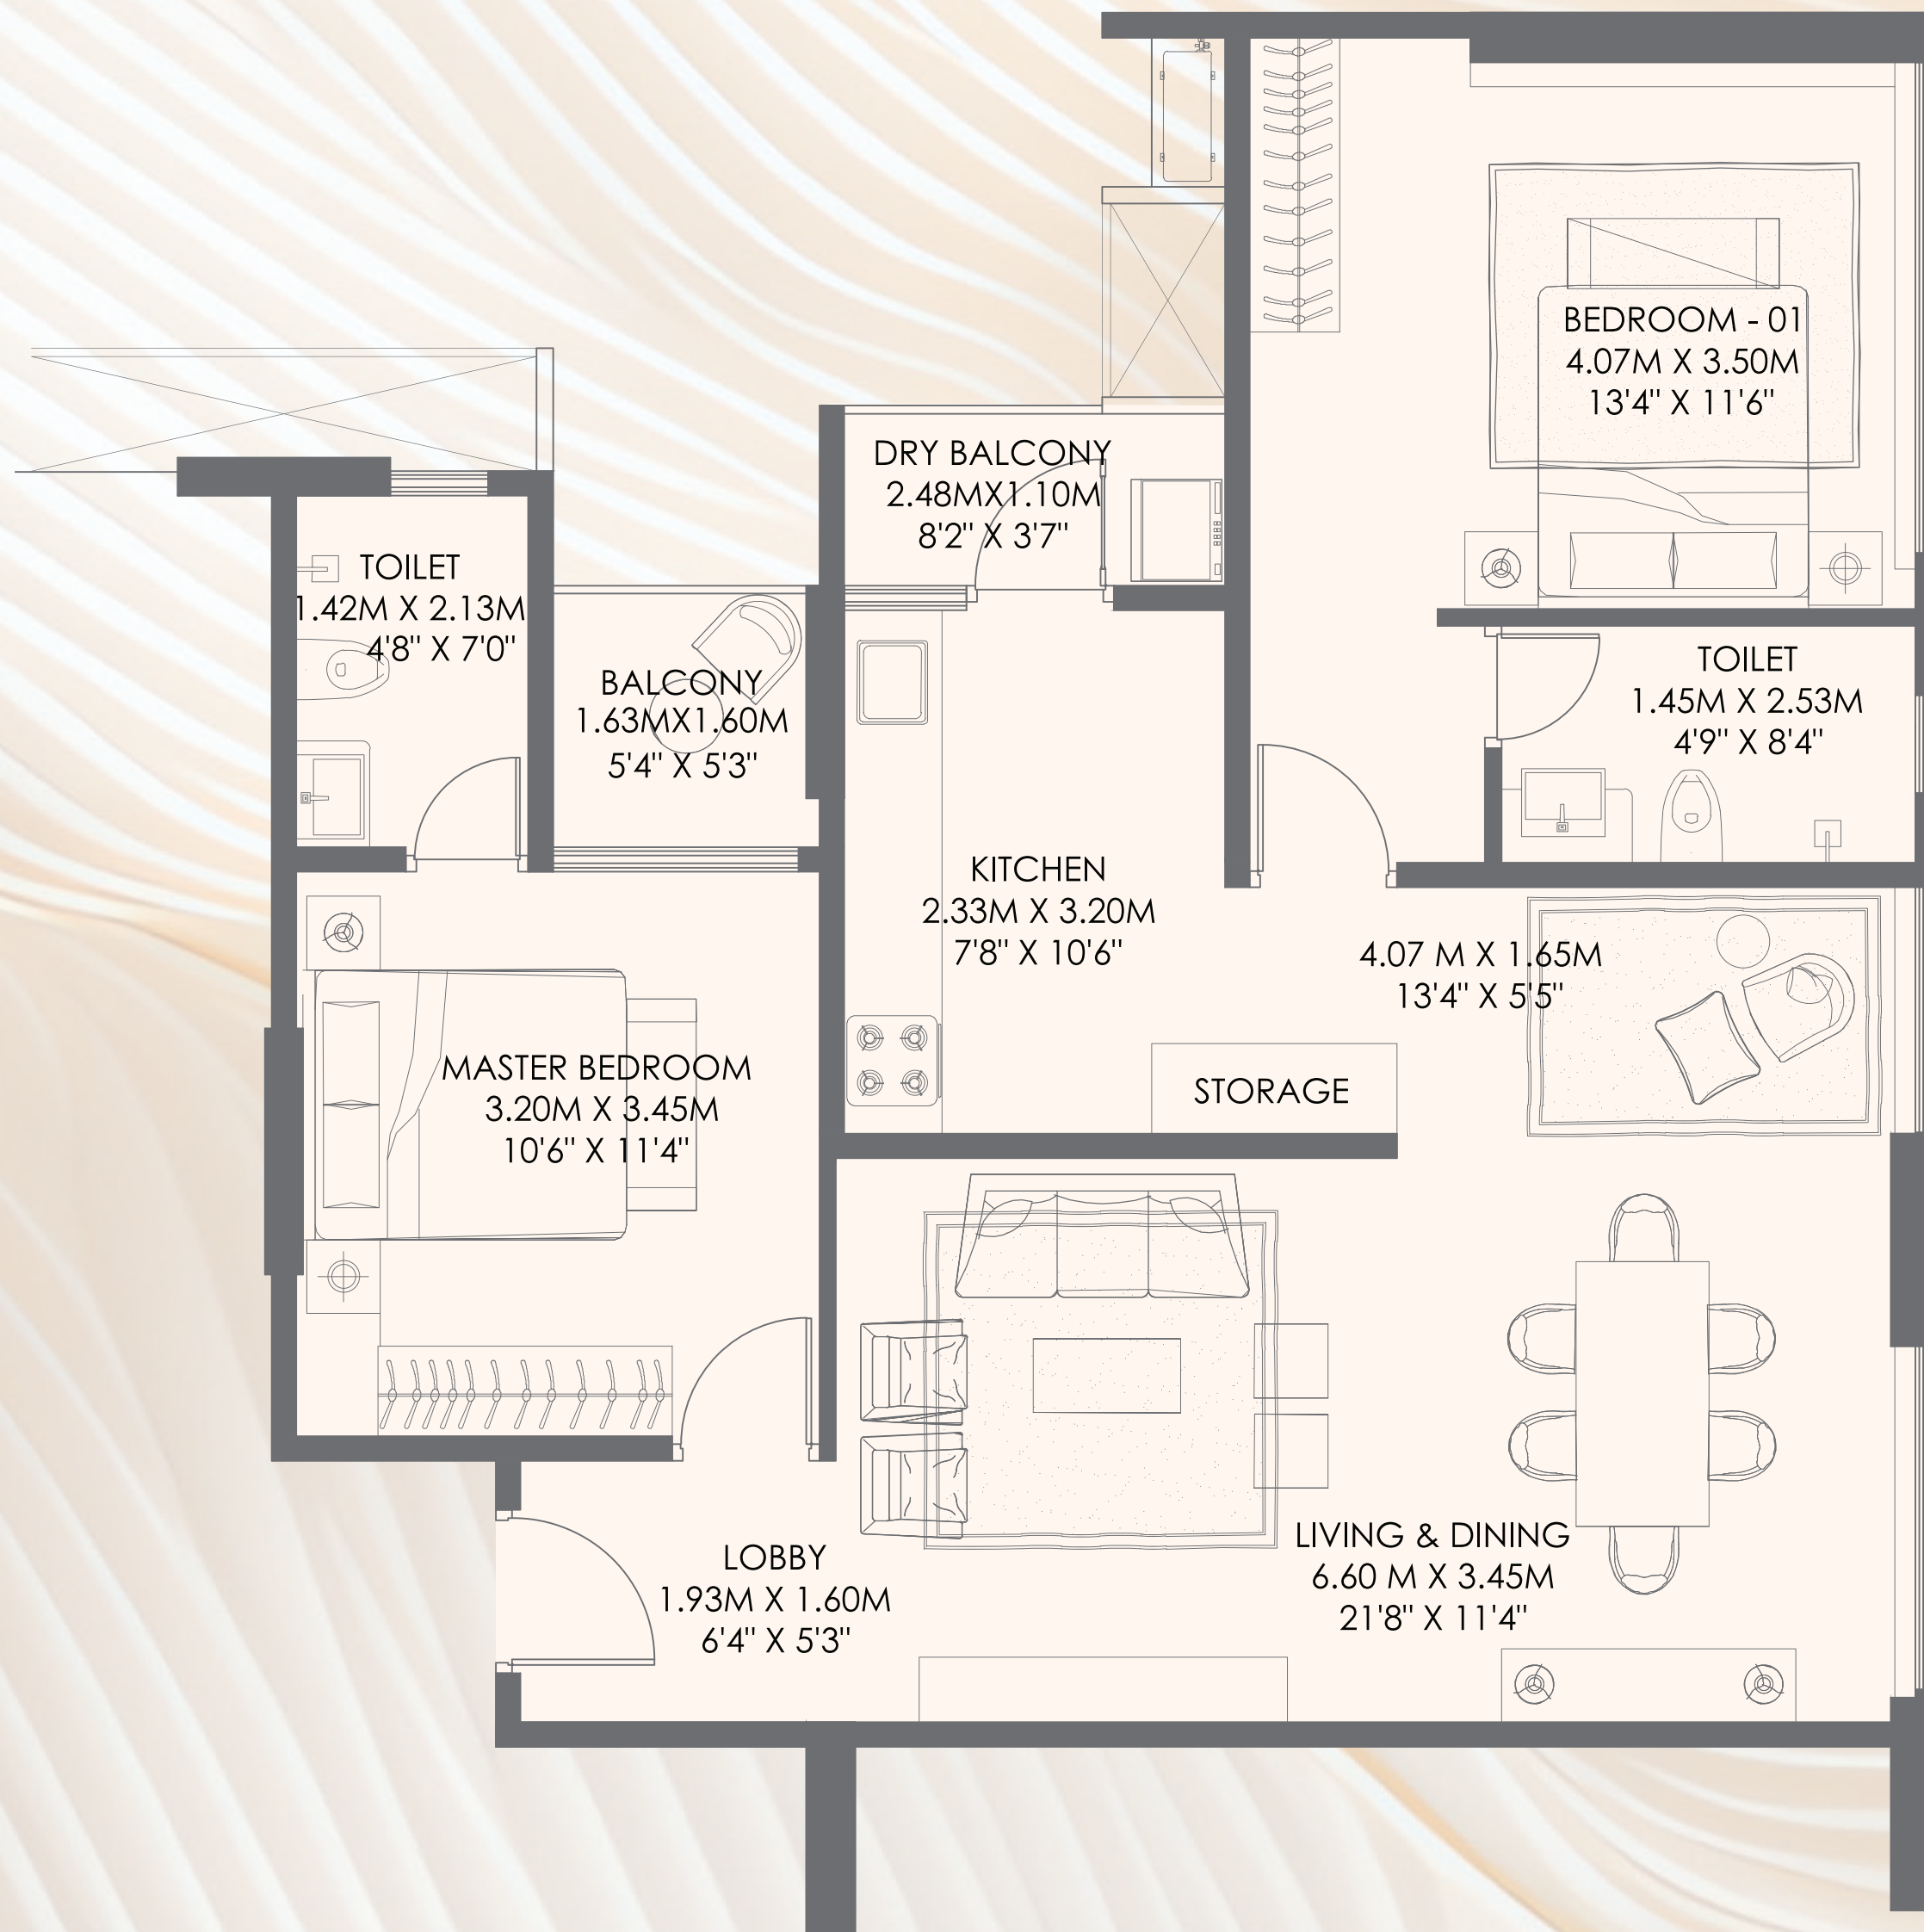 BEDROOM - 01
4.07M X 3.50M
13'4" X 11'6"
DRY BALCONY
2.48MX1.10M
8'2" X 3'7"
TOILET
1.42M X 2.13M
4'8" X 7'0"
BALCONY
1.63MX1.60M
5'4" X 5'3"
TOILET
1.45M X 2.53M
4'9" X 8'4"
KITCHEN
2.33M X 3.20M
7'8" X 10'6"
4.07 M X 1.65M
13'4" X 5'5"
MASTER BEDROOM
3.20M X 3.45M
10'6" X 11'4"
STORAGE
LIVING & DINING
6.60 M X 3.45M
21'8" X 11'4"
LOBBY
1.93M X 1.60M
6'4" X 5'3"